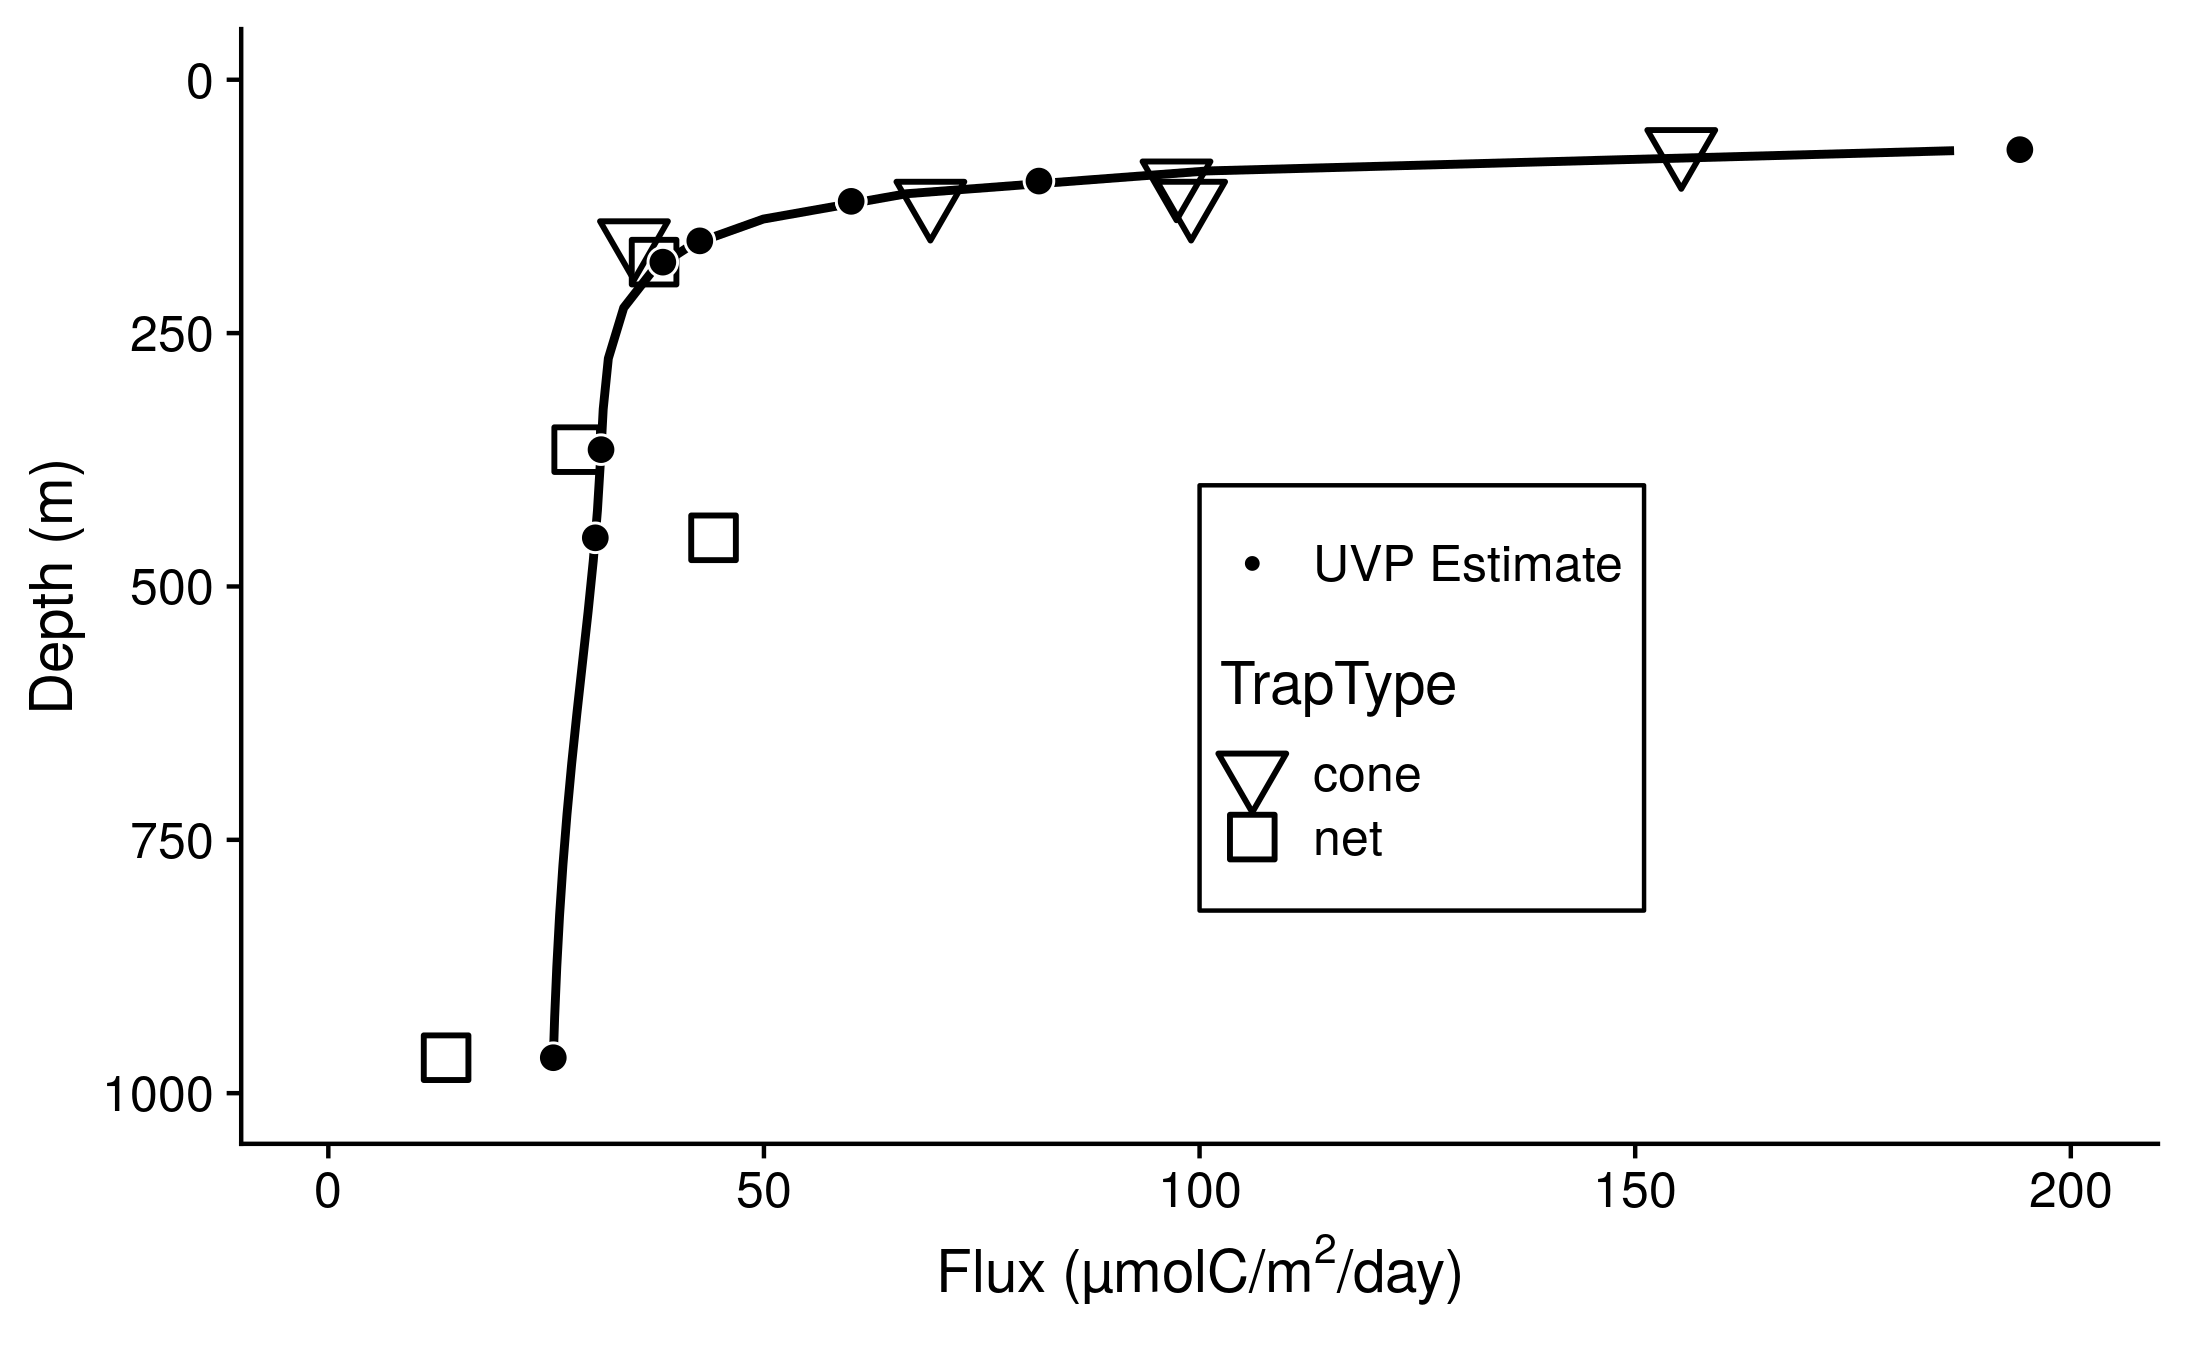 0
250
500
750
1000
Depth (m)
UVP Estimate
TrapType
cone
net
0 50 100 150 200
Flux (µmolC/m²/day)